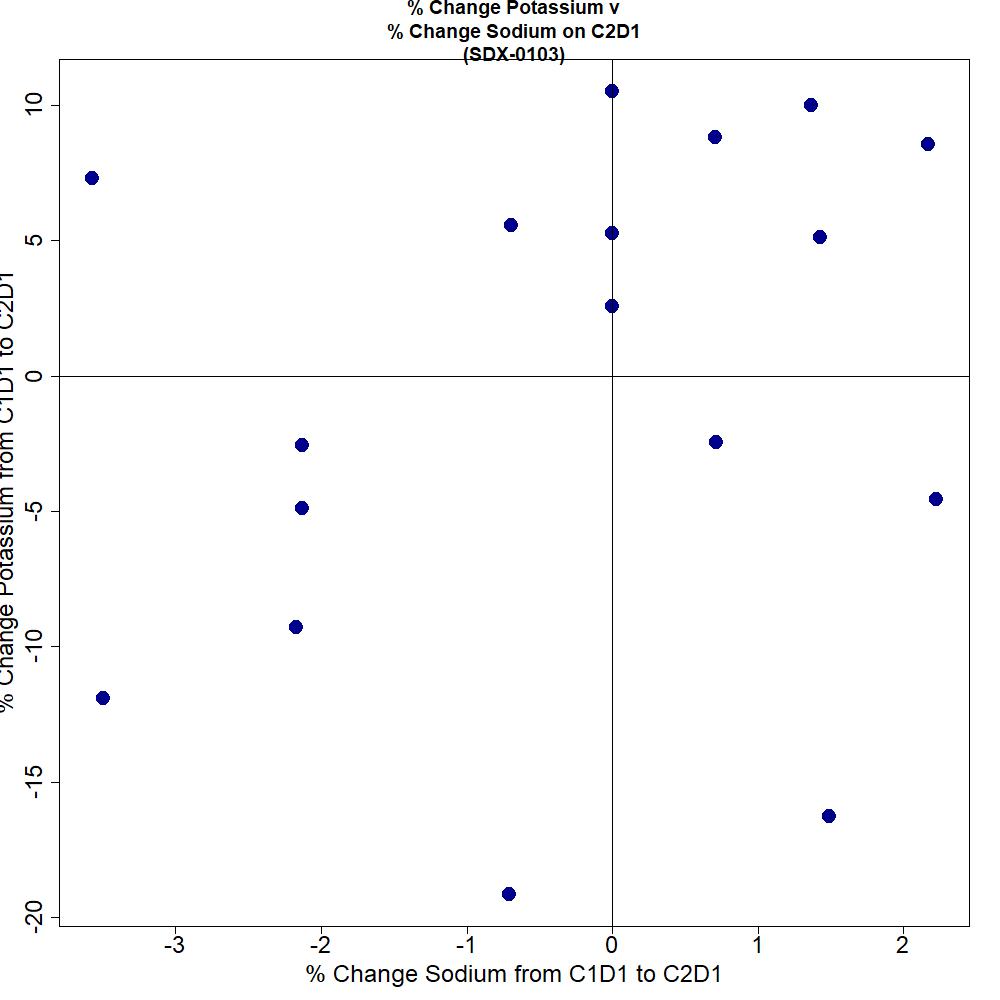 % Change Potassium v
% Change Sodium on C2D1
(SDX-0103)
% Change Potassium from C1D1 to C2D1
10
5
0
-5
-10
-15
-20
-3
-2
-1
0
1
2
% Change Sodium from C1D1 to C2D1